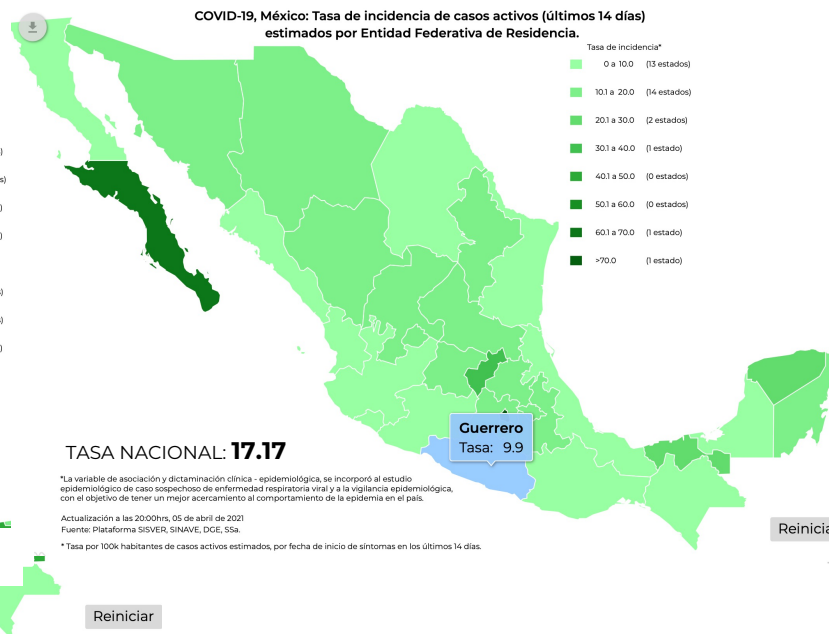 COVID-19, México: Tasa de incidencia de casos activos (últimos 14 días)
estimados por Entidad Federativa de Residencia.
Tasa de incidencia*
0 a 10.0 (13 estados)
10.1 a 20.0 (14 estados)
20.1 a 30.0 (2 estados)
30.1 a 40.0 (1 estado)
40.1 a 50.0 (0 estados)
50.1 a 60.0 (0 estados)
60.1 a 70.0 (1 estado)
>70.0 (1 estado)
Guerrero
Tasa: 9.9
TASA NACIONAL: 17.17
*La variable de asociación y dictaminación clínica - epidemiológica, se incorporó al estudio
epidemiológico de caso sospechoso de enfermedad respiratoria viral y a la vigilancia epidemiológica,
con el objetivo de tener un mejor acercamiento al comportamiento de la epidemia en el país.
Actualización a las 20:00hrs, 05 de abril de 2021
Fuente: Plataforma SISVER, SINAVE, DGE, SSa.
* Tasa por 100k habitantes de casos activos estimados, por fecha de inicio de síntomas en los últimos 14 días.
Reinicia
Reiniciar